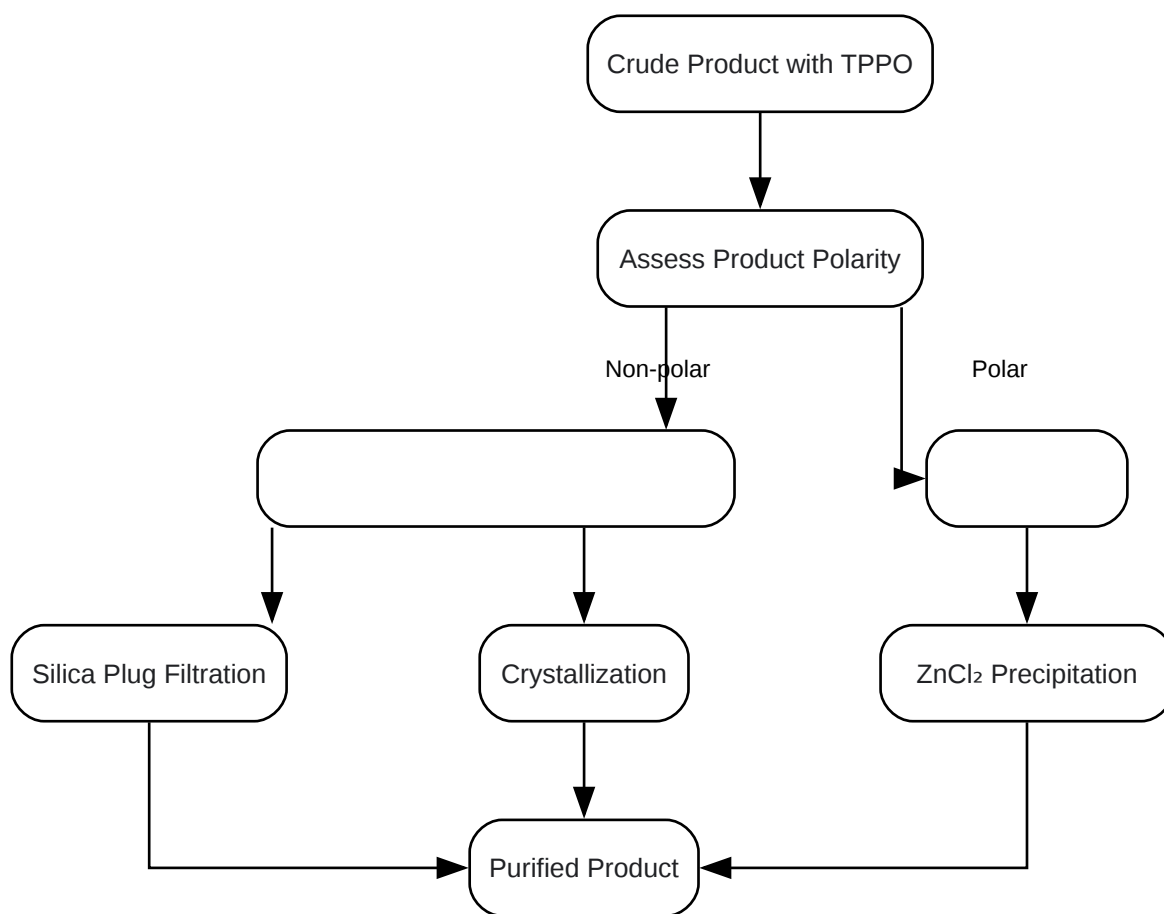 Crude Product with TPPO
Assess Product Polarity
Non-polar
Polar
Silica Plug Filtration
Crystallization
ZnCl₂ Precipitation
Purified Product